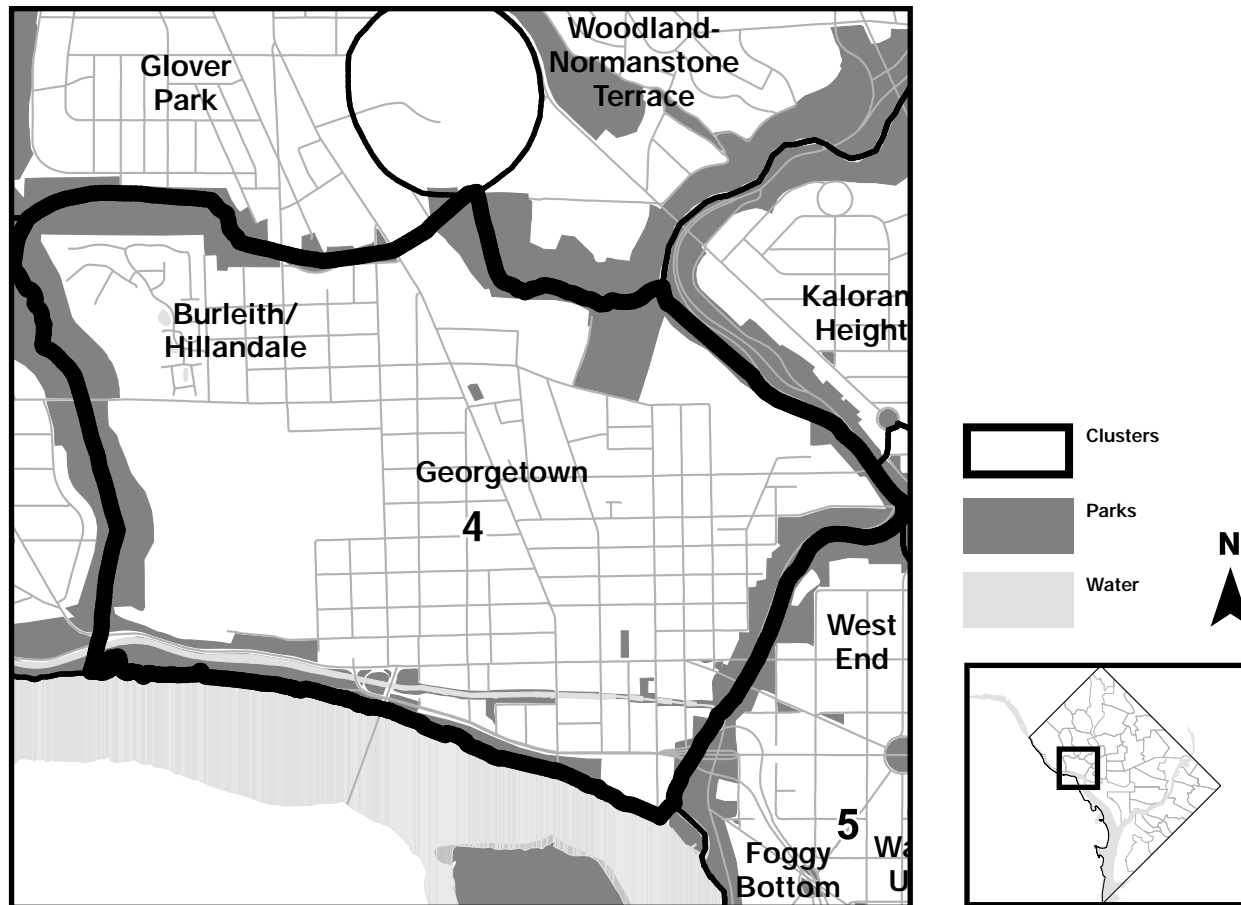 Woodland-
Normanstone
Terrace
Glover
Park
Kaloran
Height
Burleith/
Hillandale
Georgetown
4
West
End
5
Foggy
Bottom
Wa
U
Clusters
Parks
Water
N